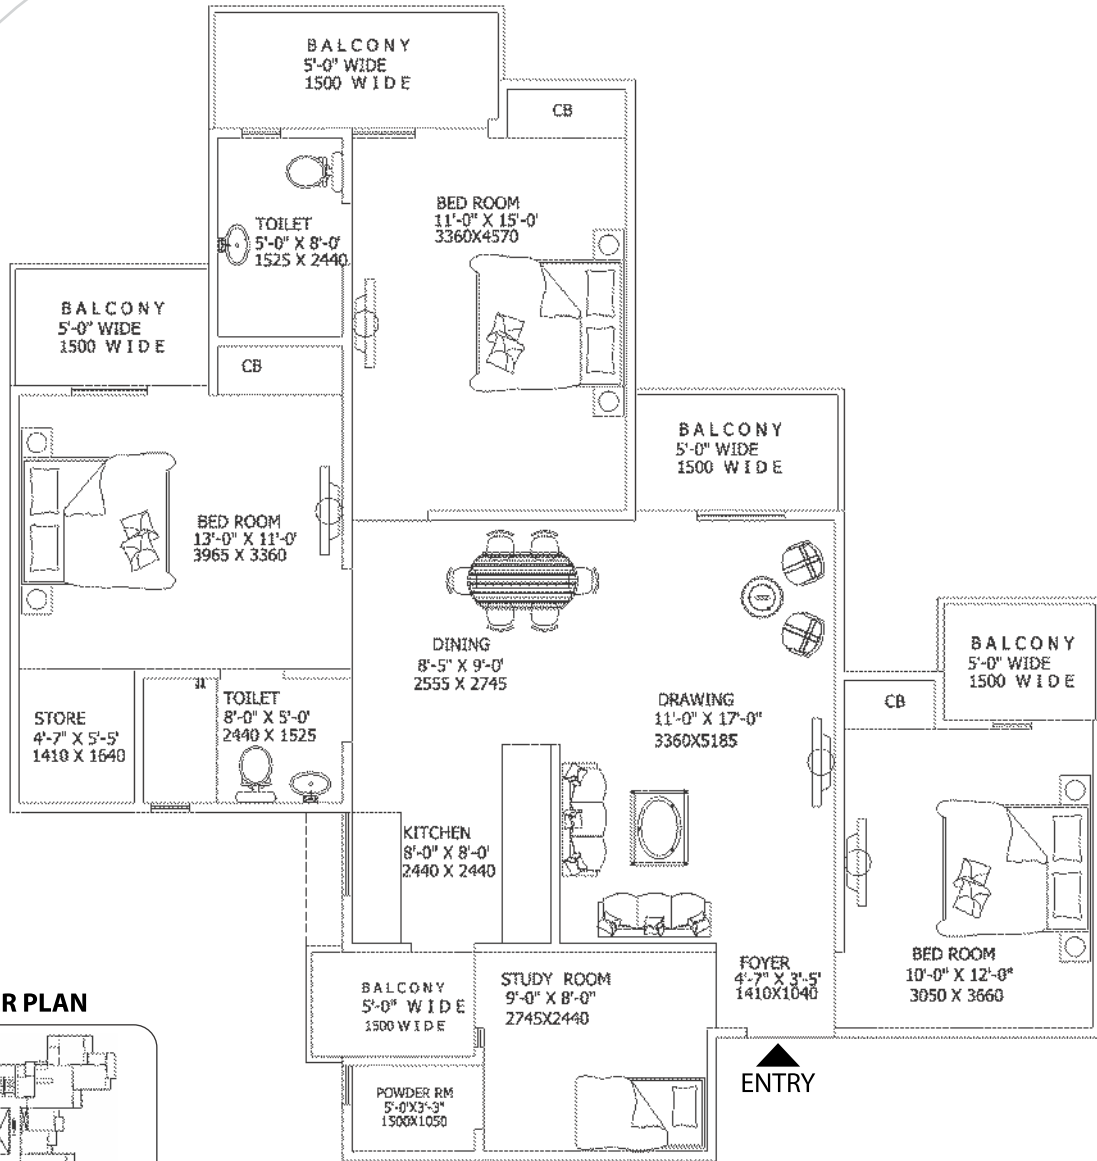 BALCONY
5'-0" WIDE
1500 WIDE
CB
BED ROOM
11'-0" X 15'-0'
3360X4570
TOILET
5'-0" X 8'-0'
1525 X 2440
BALCONY
5'-0" WIDE
1500 WIDE
CB
BALCONY
5'-0" WIDE
1500 WIDE
BED ROOM
13'-0" X 11'-0'
3965 X 3360
DINING
8'-5" X 9'-0'
2555 X 2745
BALCONY
5'-0" WIDE
1500 WIDE
TOILET
8'-0" X 5'-0'
2440 X 1525
STORE
4'-7" X 5'-5'
1410 X 1640
DRAWING
11'-0" X 17'-0"
3360X5185
CB
KITCHEN
8'-0" X 8'-0'
2440 X 2440
BED ROOM
10'-0" X 12'-0"
3050 X 3660
FOYER
4'-7" X 3'-5'
1410X1040
STUDY ROOM
9'-0" X 8'-0"
2745X2440
BALCONY
5'-0" WIDE
1500 WIDE
R PLAN
ENTRY
POWDER RM
5'-0'X3'-3"
1500X1050